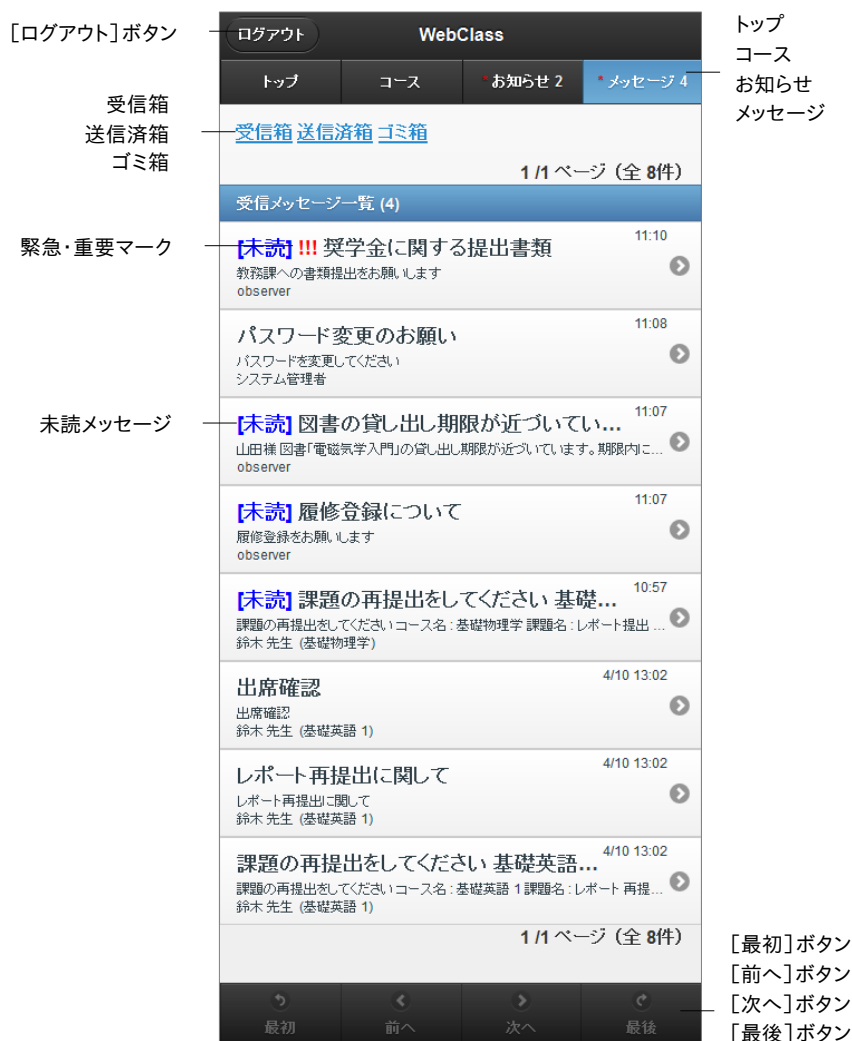 [ログアウト]ボタン
ログアウト
WebClass
トップ
コース
お知らせ
メッセージ
トップ
コース
*お知らせ 2
*メッセージ 4
受信箱
送信済箱
ゴミ箱
受信箱 送信済箱 ゴミ箱
1 /1 ページ (全 8件)
受信メッセージ一覧 (4)
緊急・重要マーク
[未読] !!! 奨学金に関する提出書類
11:10
教務課への書類提出をお願いします
observer
パスワード変更のお願い
11:08
パスワードを変更してください
システム管理者
未読メッセージ
[未読] 図書の貸し出し期限が近づいてい...
11:07
山田様 図書「電磁気学入門」の貸し出し期限が近づいています。期限内に...
observer
[未読] 履修登録について
11:07
履修登録をお願いします
observer
[未読] 課題の再提出をしてください 基礎...
10:57
課題の再提出をしてください コース名 : 基礎物理学 課題名 : レポート提出 ...
鈴木 先生 (基礎物理学)
出席確認
4/10 13:02
出席確認
鈴木 先生 (基礎英語 1)
レポート再提出に関して
4/10 13:02
レポート再提出に関して
鈴木 先生 (基礎英語 1)
課題の再提出をしてください 基礎英語...
4/10 13:02
課題の再提出をしてください コース名 : 基礎英語 1 課題名 : レポート 再提...
鈴木 先生 (基礎英語 1)
1 /1 ページ (全 8件)
最初
前へ
次へ
最後
[最初]ボタン
[前へ]ボタン
[次へ]ボタン
[最後]ボタン